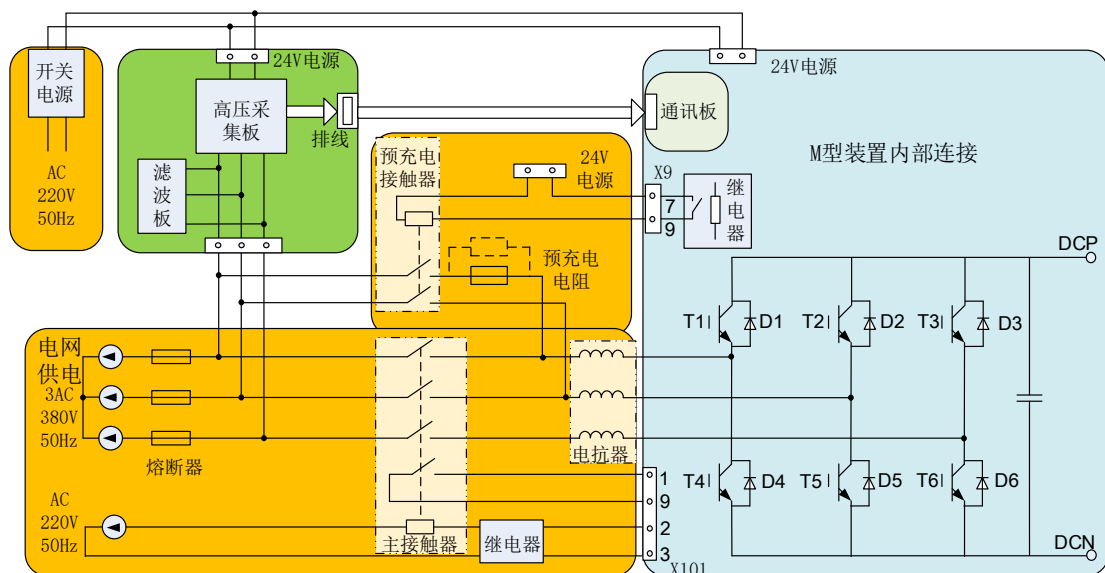 开关
电源
AC
220V
50Hz
24V电源
高压采
集板
排线
滤
波
板
预充电
接触器
24V
电源
预充电
电阻
X9
7
9
继
电
器
24V电源
通讯板
M型装置内部连接
DCP
T1
D1
T2
D2
T3
D3
T4
D4
T5
D5
T6
D6
DCN
电网
供电
3AC
380V
50Hz
熔断器
AC
220V
50Hz
主接触器
继电器
电抗器
1
9
2
3
X101